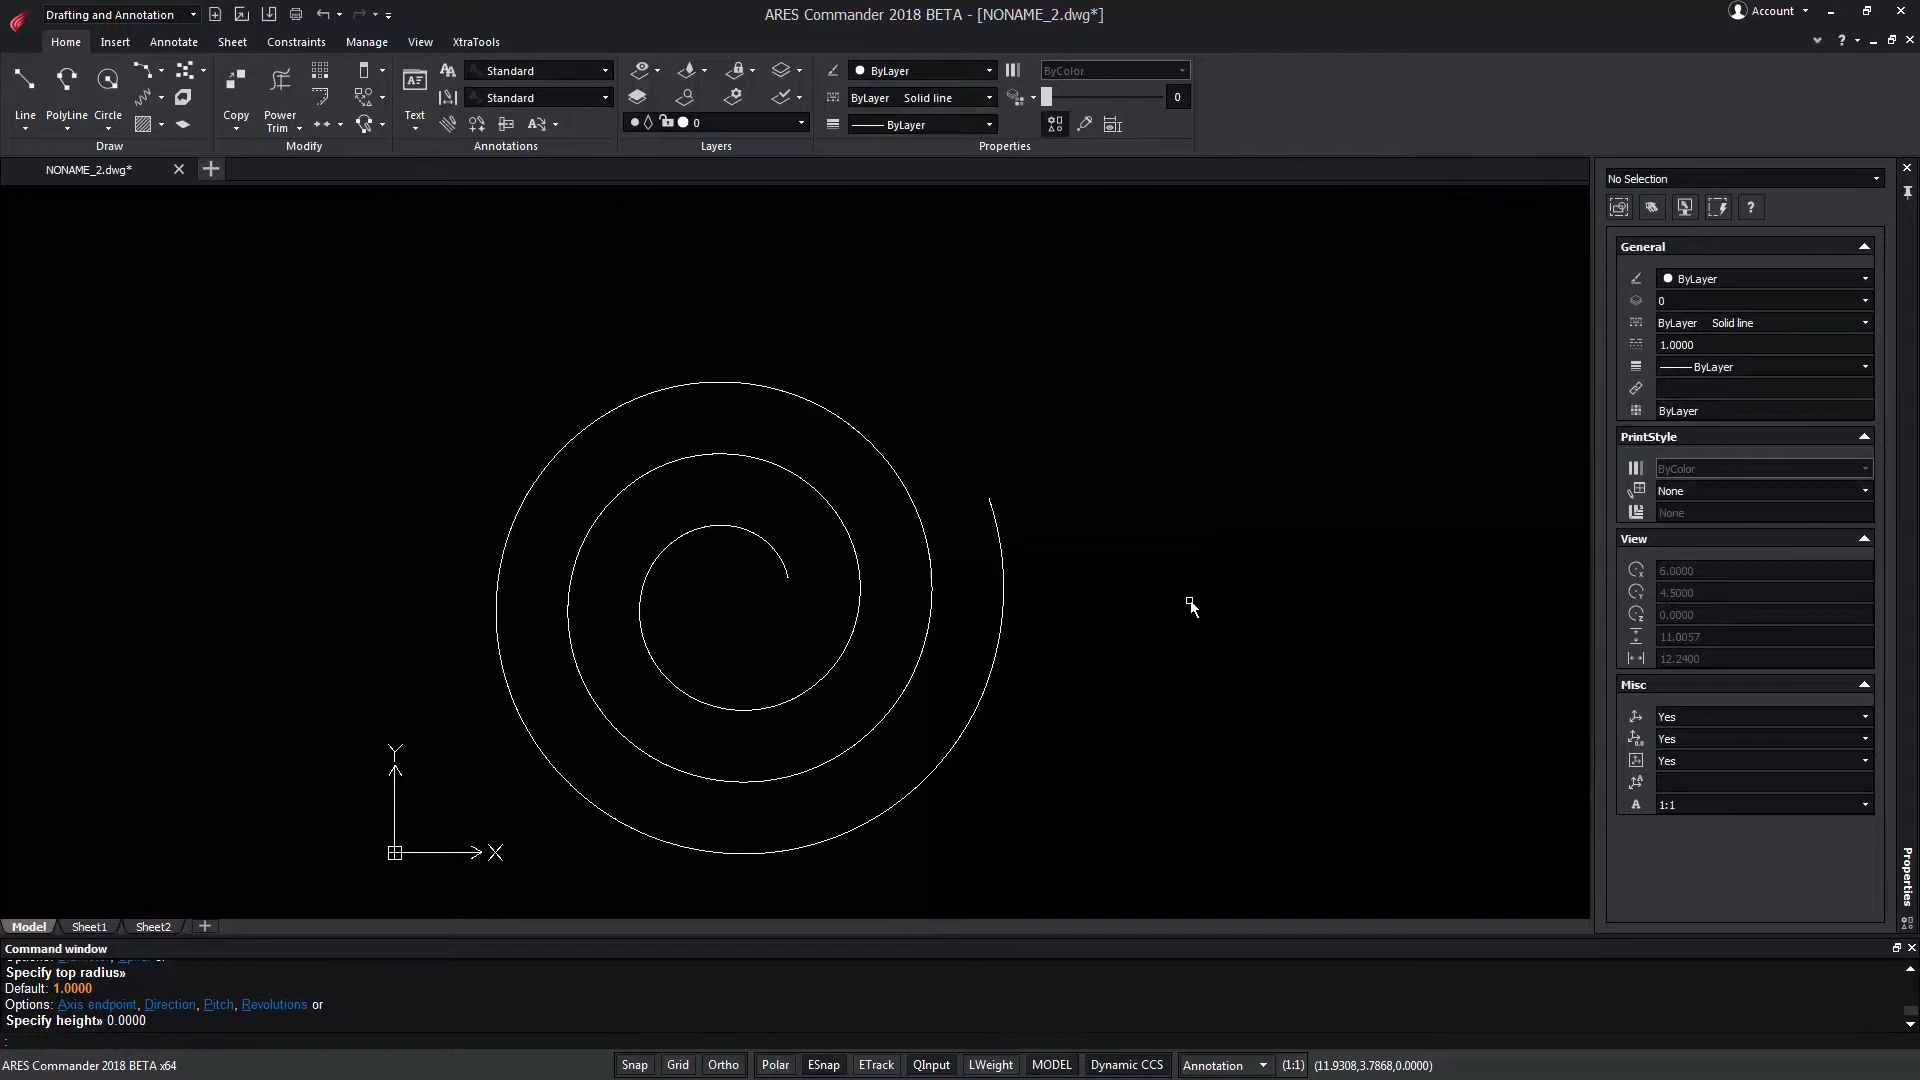 Drafting and Annotation
ARES Commander 2018 BETA - [NONAME_2.dwg*]
Account
Home
Insert
Annotate
Sheet
Constraints
Manage
View
XtraTools
?
Line
PolyLine
Circle
Draw
Copy
Power
Trim
Modify
Text
Standard
Standard
Annotations
0
Layers
ByLayer
ByLayer Solid line
ByLayer
ByColor
0
Properties
NONAME_2.dwg*
No Selection
?
General
ByLayer
0
ByLayer Solid line
1.0000
ByLayer
ByLayer
PrintStyle
ByColor
None
None
View
6.0000
4.5000
0.0000
11.0057
12.2400
Misc
Yes
Yes
Yes
1:1
Properties
Y
X
Model
Sheet1
Sheet2
Command window
Specify top radius»
Default: 1.0000
Options: Axis endpoint, Direction, Pitch, Revolutions or
Specify height» 0.0000
:
ARES Commander 2018 BETA x64
Snap
Grid
Ortho
Polar
ESnap
ETrack
QInput
LWeight
MODEL
Dynamic CCS
Annotation
(1:1)
(11.9308,3.7868,0.0000)